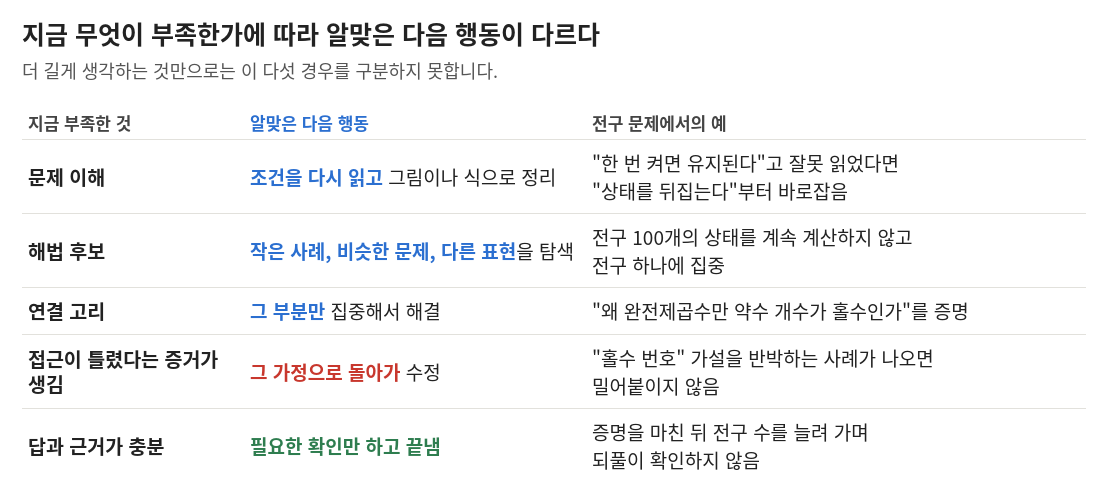 지금 무엇이 부족한가에 따라 알맞은 다음 행동이 다르다
더 길게 생각하는 것만으로는 이 다섯 경우를 구분하지 못합니다.
지금 부족한 것 알맞은 다음 행동 전구 문제에서의 예
문제 이해 조건을 다시 읽고 그림이나 식으로 정리 "한 번 켜면 유지된다"고 잘못 읽었다면
"상태를 뒤집는다"부터 바로잡음
해법 후보 작은 사례, 비슷한 문제, 다른 표현을 탐색 전구 100개의 상태를 계속 계산하지 않고
전구 하나에 집중
연결 고리 그 부분만 집중해서 해결 "왜 완전제곱수만 약수 개수가 홀수인가"를 증명
접근이 틀렸다는 증거가
생김 그 가정으로 돌아가 수정 "홀수 번호" 가설을 반박하는 사례가 나오면
밀어붙이지 않음
답과 근거가 충분 필요한 확인만 하고 끝냄 증명을 마친 뒤 전구 수를 늘려 가며
되풀이 확인하지 않음